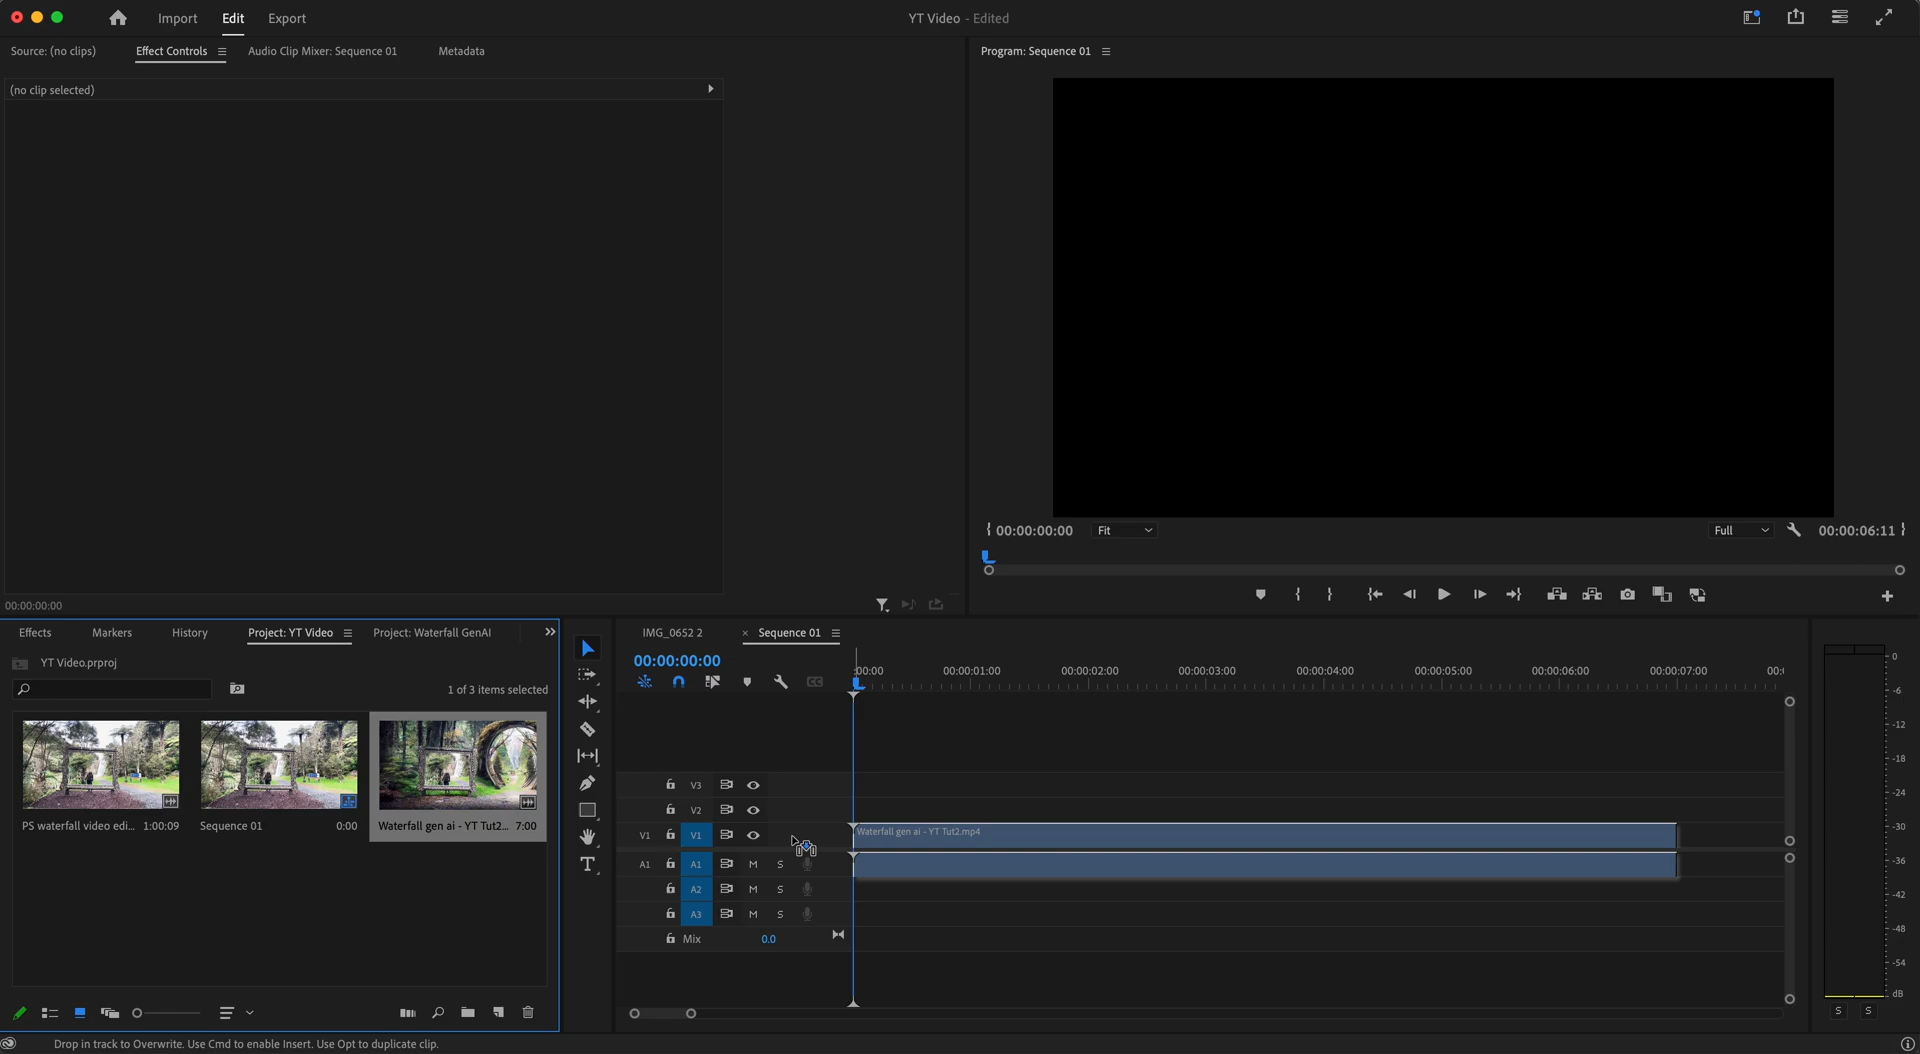 Import Edit Export
YT Video - Edited
Source: (no clips) Effect Controls Audio Clip Mixer: Sequence 01 Metadata
Program: Sequence 01
(no clip selected)
00:00:00:00 Fit Full 00:00:06:11
00:00:00:00
Effects Markers History Project: YT Video Project: Waterfall GenAI
IMG_0652 2 × Sequence 01
YT Video.prproj
00:00:00:00
:00:00 00:00:01:00 00:00:02:00 00:00:03:00 00:00:04:00 00:00:05:00 00:00:06:00 00:00:07:00 00:
1 of 3 items selected
PS waterfall video edi... 1:00:09
Sequence 01 0:00
Waterfall gen ai - YT Tut2... 7:00
V3
V2
V1 V1
Waterfall gen ai - YT Tut2.mp4
A1 A1 M S
A2 M S
A3 M S
Mix 0.0
0
-6
-12
-18
-24
-30
-36
-42
-48
-54
dB
S S
Drop in track to Overwrite. Use Cmd to enable Insert. Use Opt to duplicate clip.